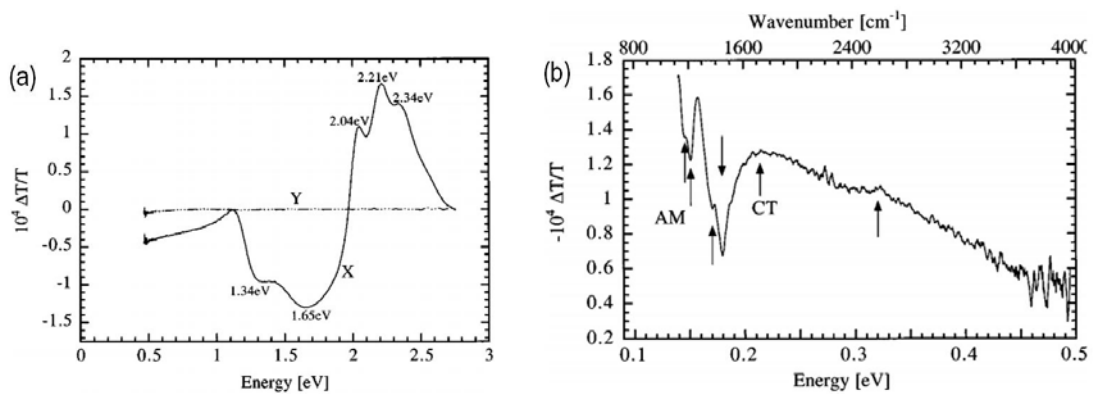 (a)
10⁴ ΔT/T
2
1.5
1
0.5
0
-0.5
-1
-1.5
2.21eV
2.04eV
2.34eV
Y
X
1.34eV
1.65eV
0
0.5
1
1.5
2
2.5
3
Energy [eV]
(b)
Wavenumber [cm⁻¹]
800
1600
2400
3200
400
-10⁴ ΔT/T
1.8
1.6
1.4
1.2
1
0.8
0.6
0.4
0.2
AM
CT
0.1
0.2
0.3
0.4
0.5
Energy [eV]